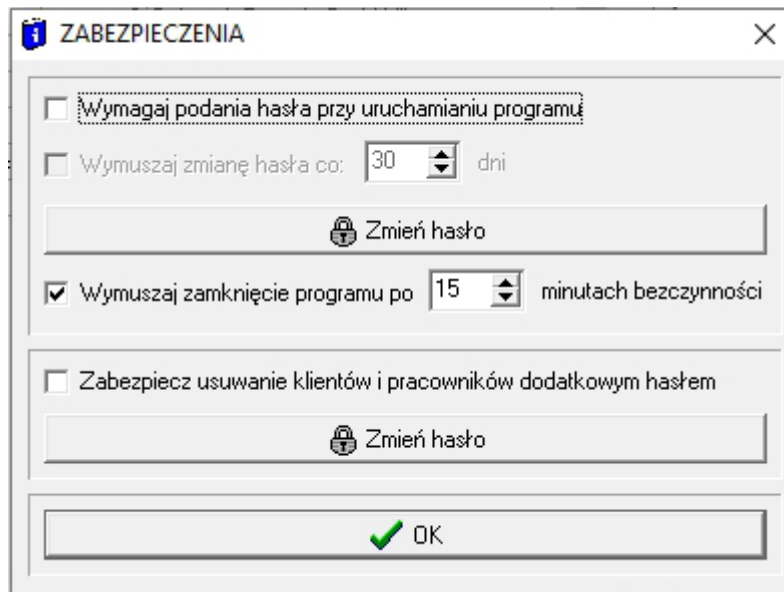 ZABEZPIECZENIA
Wymagaj podania hasła przy uruchamianiu programu
Wymuszaj zmianę hasła co: 30 dni
Zmień hasło
Wymuszaj zamknięcie programu po 15 minutach bezczynności
Zabezpiecz usuwanie klientów i pracowników dodatkowym hasłem
Zmień hasło
OK